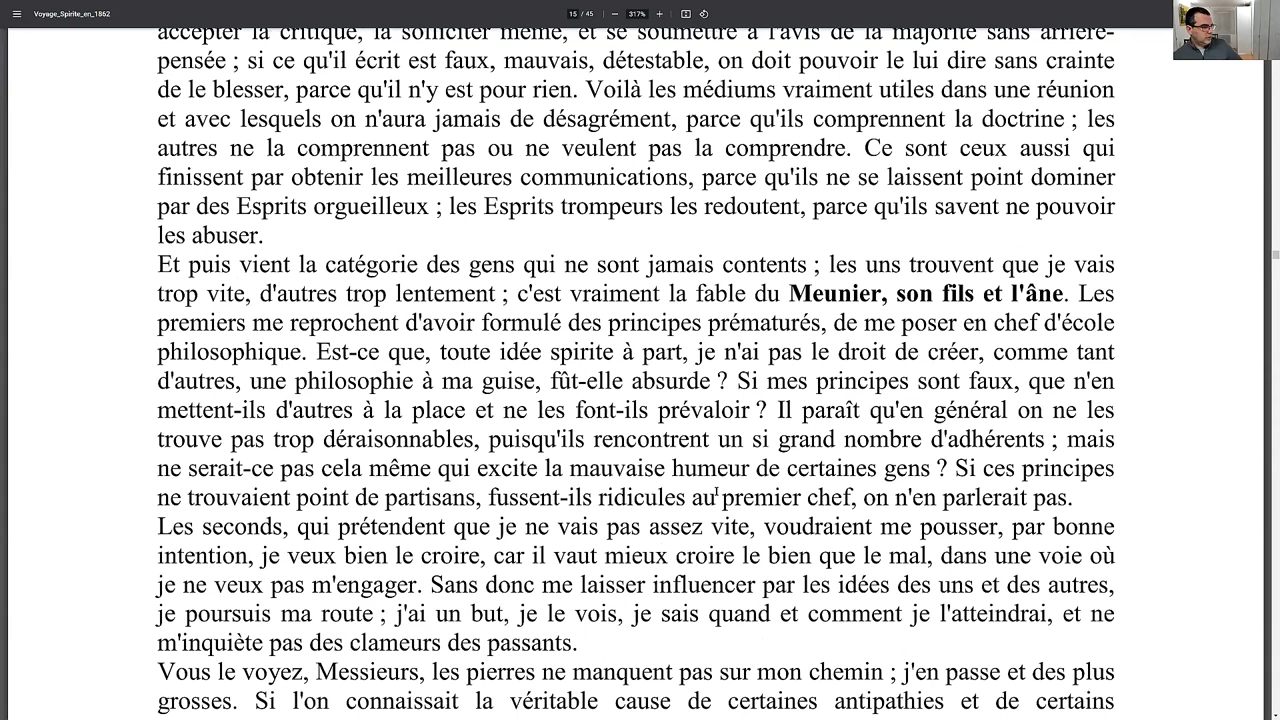 Voyage_Spirite_en_1862
15 / 45
317%
accepter la critique, la solliciter même, et se soumettre à l'avis de la majorité sans arrière-
pensée ; si ce qu'il écrit est faux, mauvais, détestable, on doit pouvoir le lui dire sans crainte
de le blesser, parce qu'il n'y est pour rien. Voilà les médiums vraiment utiles dans une réunion
et avec lesquels on n'aura jamais de désagrément, parce qu'ils comprennent la doctrine ; les
autres ne la comprennent pas ou ne veulent pas la comprendre. Ce sont ceux aussi qui
finissent par obtenir les meilleures communications, parce qu'ils ne se laissent point dominer
par des Esprits orgueilleux ; les Esprits trompeurs les redoutent, parce qu'ils savent ne pouvoir
les abuser.
Et puis vient la catégorie des gens qui ne sont jamais contents ; les uns trouvent que je vais
trop vite, d'autres trop lentement ; c'est vraiment la fable du Meunier, son fils et l'âne. Les
premiers me reprochent d'avoir formulé des principes prématurés, de me poser en chef d'école
philosophique. Est-ce que, toute idée spirite à part, je n'ai pas le droit de créer, comme tant
d'autres, une philosophie à ma guise, fût-elle absurde ? Si mes principes sont faux, que n'en
mettent-ils d'autres à la place et ne les font-ils prévaloir ? Il paraît qu'en général on ne les
trouve pas trop déraisonnables, puisqu'ils rencontrent un si grand nombre d'adhérents ; mais
ne serait-ce pas cela même qui excite la mauvaise humeur de certaines gens ? Si ces principes
ne trouvaient point de partisans, fussent-ils ridicules au premier chef, on n'en parlerait pas.
Les seconds, qui prétendent que je ne vais pas assez vite, voudraient me pousser, par bonne
intention, je veux bien le croire, car il vaut mieux croire le bien que le mal, dans une voie où
je ne veux pas m'engager. Sans donc me laisser influencer par les idées des uns et des autres,
je poursuis ma route ; j'ai un but, je le vois, je sais quand et comment je l'atteindrai, et ne
m'inquiète pas des clameurs des passants.
Vous le voyez, Messieurs, les pierres ne manquent pas sur mon chemin ; j'en passe et des plus
grosses. Si l'on connaissait la véritable cause de certaines antipathies et de certains